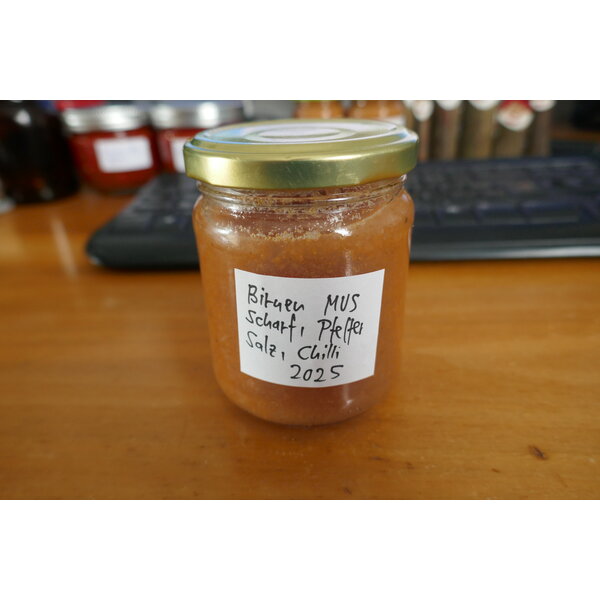 Birnen MUS
scharf, Pfeffer
Salz, Chilli
2025